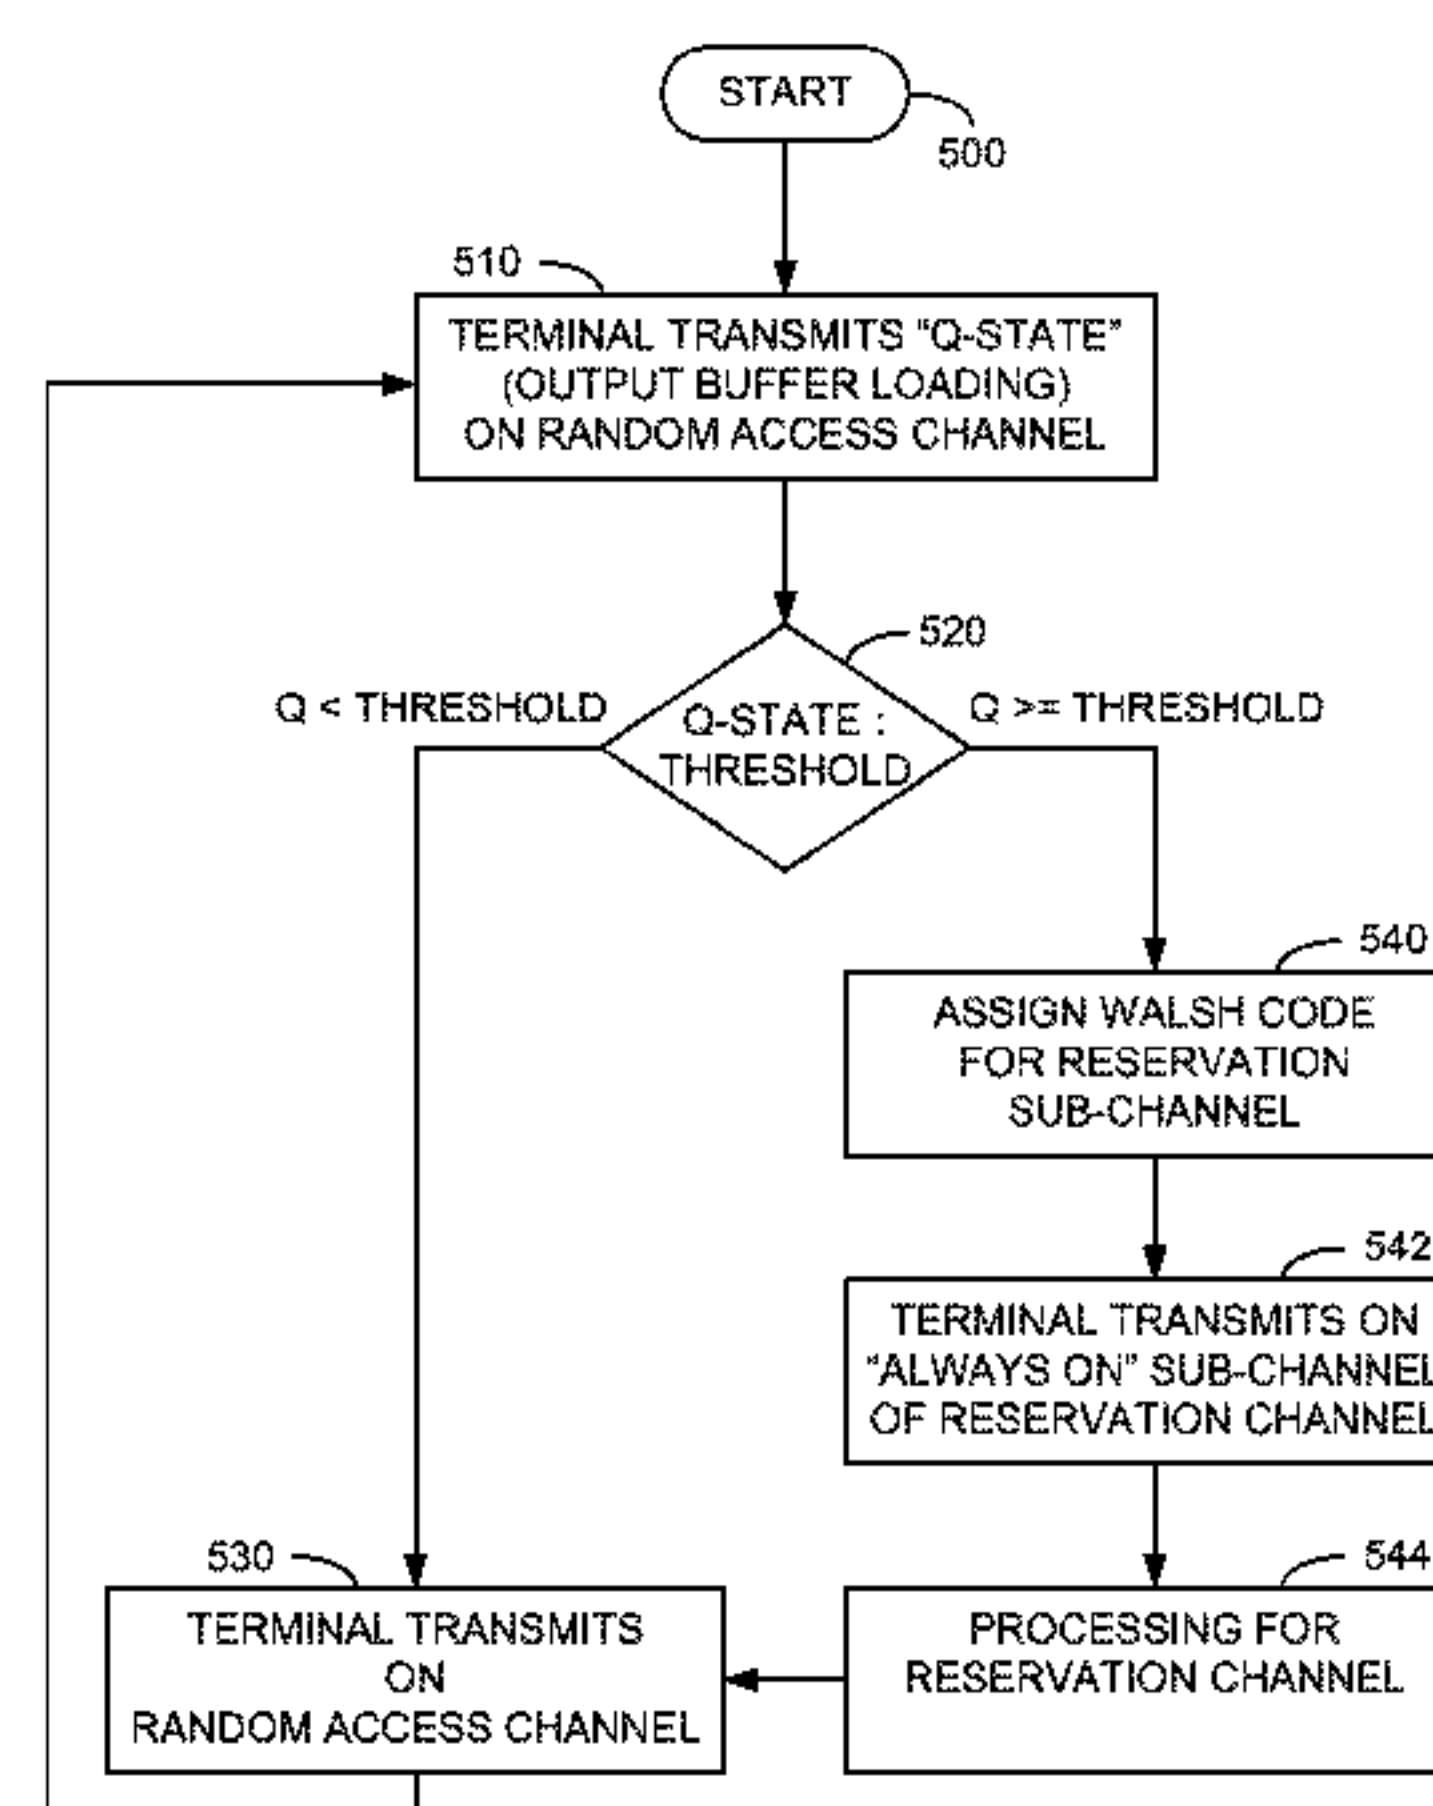 START
500
510
TERMINAL TRANSMITS “Q-STATE”
(OUTPUT BUFFER LOADING)
ON RANDOM ACCESS CHANNEL
520
Q < THRESHOLD
Q-STATE :
THRESHOLD
Q >= THRESHOLD
540
ASSIGN WALSH CODE
FOR RESERVATION
SUB-CHANNEL
542
TERMINAL TRANSMITS ON
“ALWAYS ON” SUB-CHANNEL
OF RESERVATION CHANNEL
530
TERMINAL TRANSMITS
ON
RANDOM ACCESS CHANNEL
544
PROCESSING FOR
RESERVATION CHANNEL